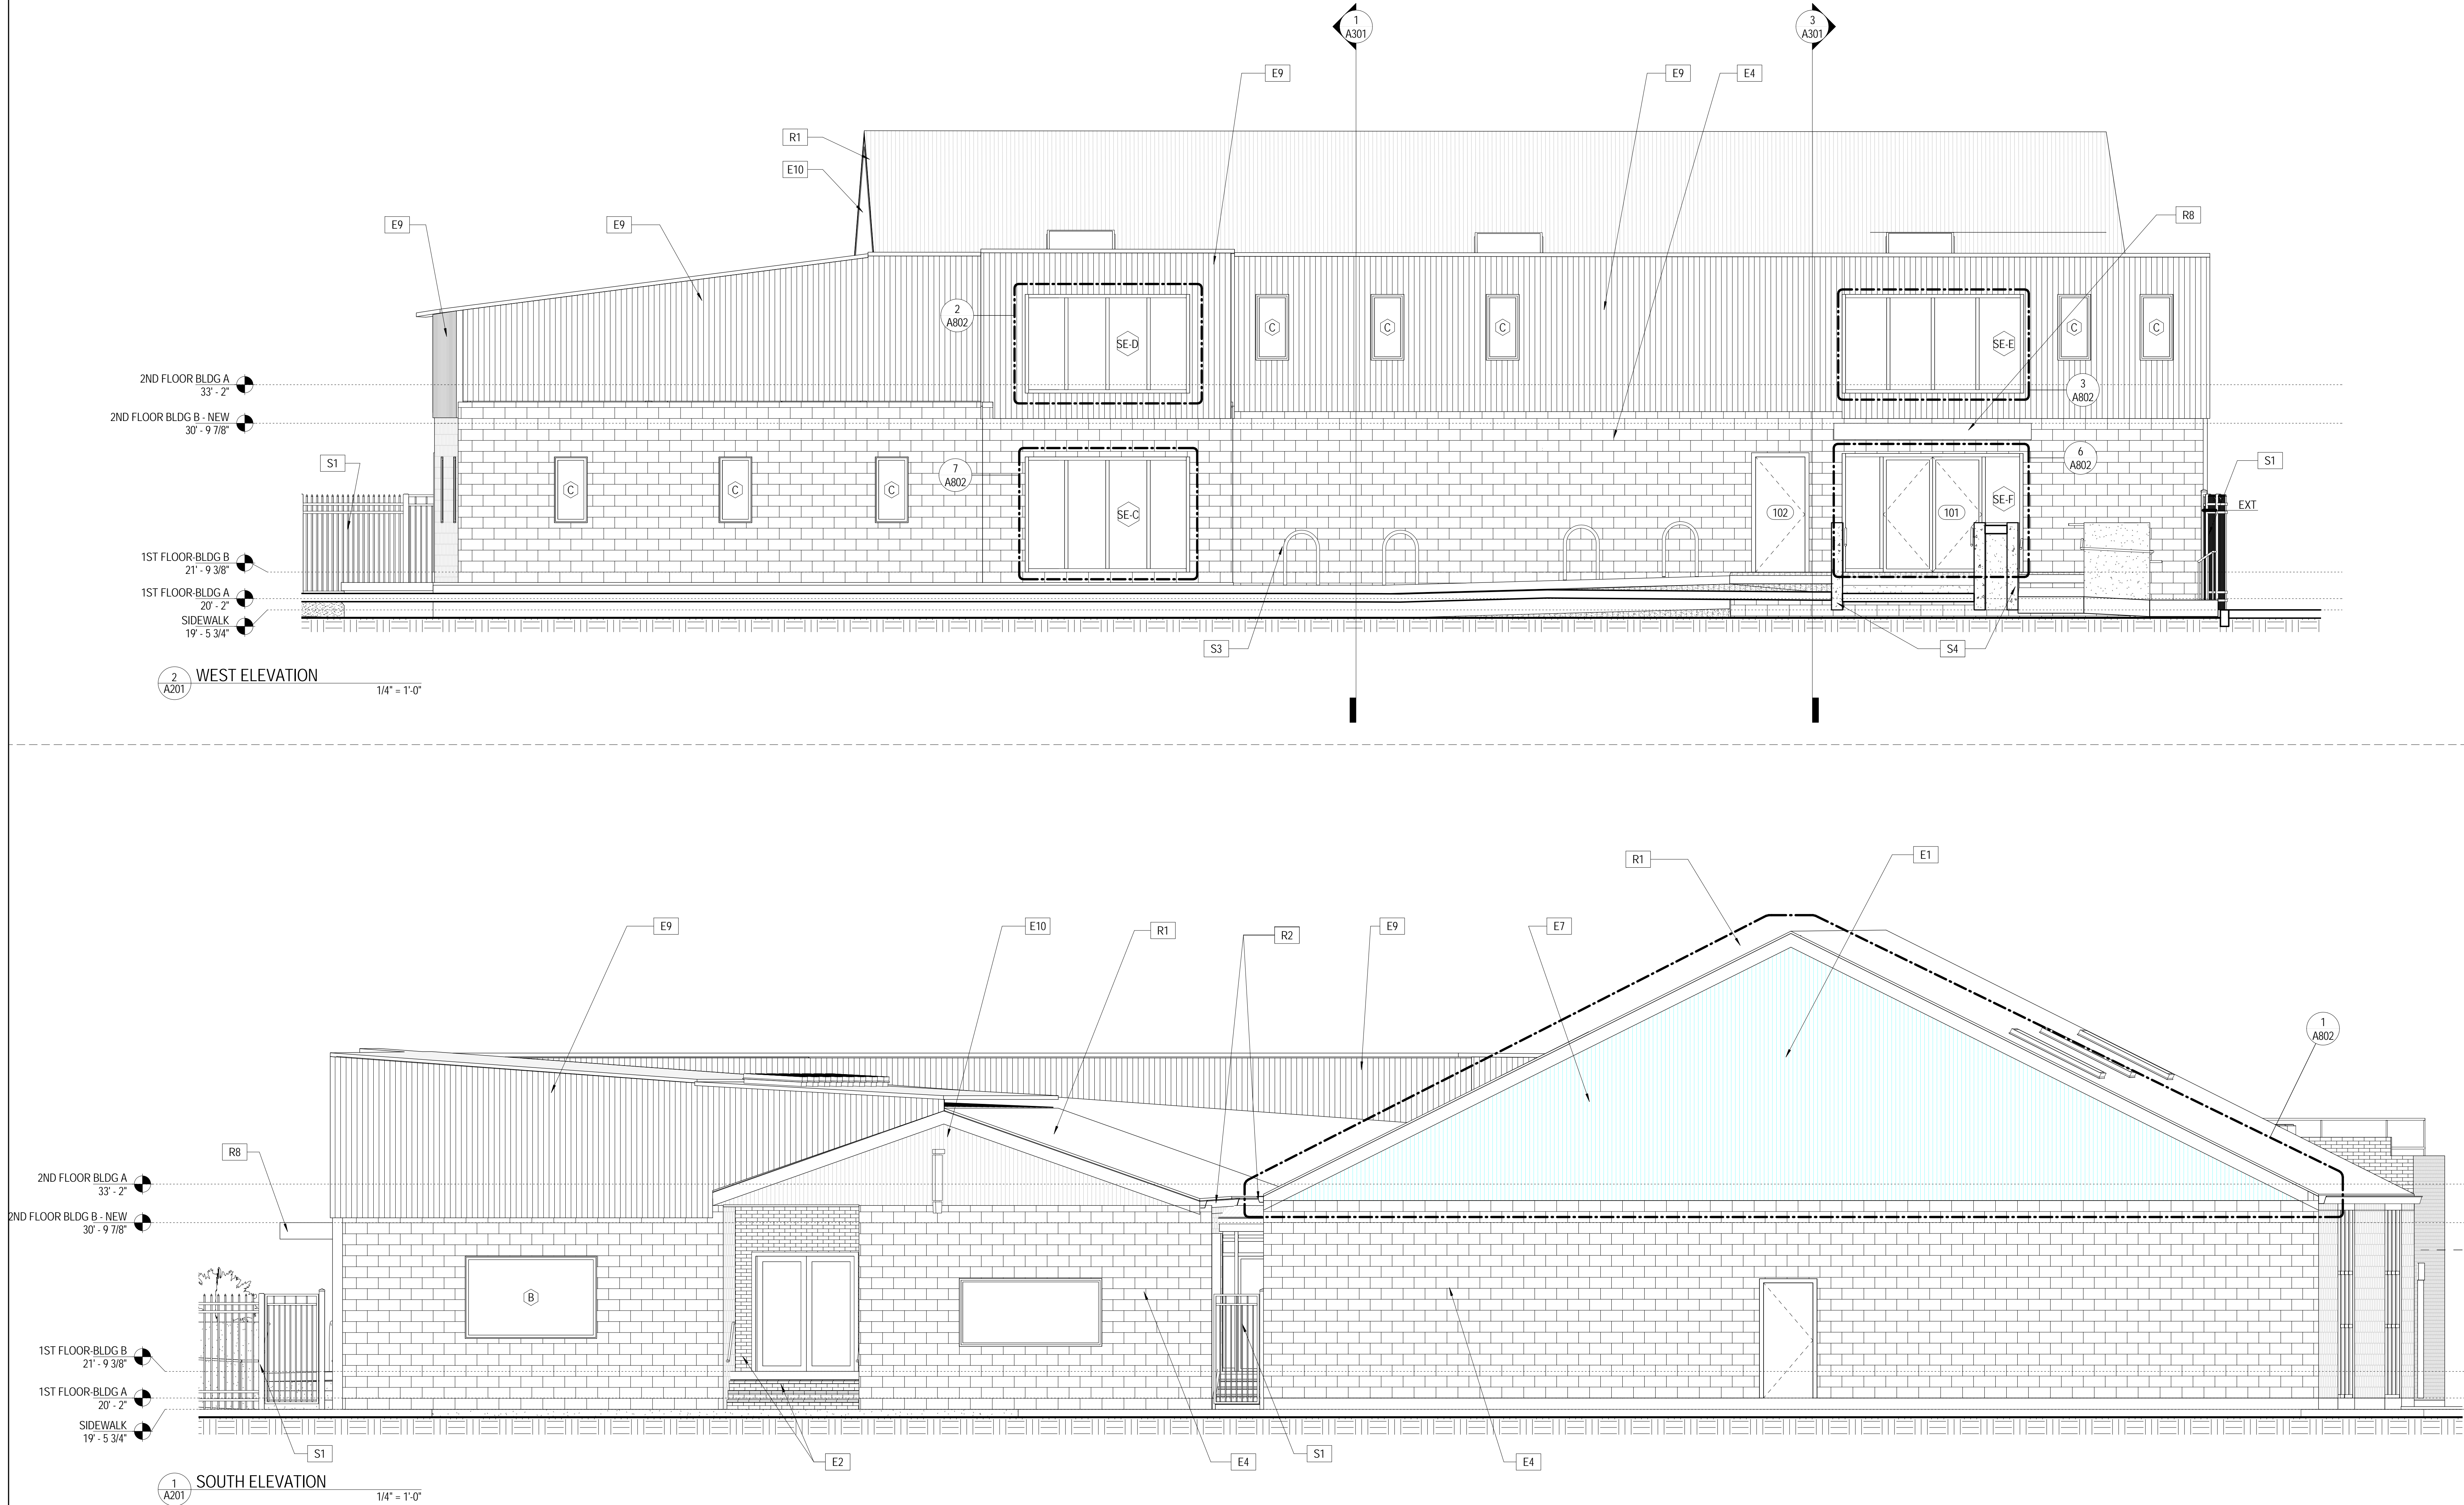 1
A301
3
A301
E9
E9
E4
R1
E10
E9
E9
R8
2
A802
SE-D
C
C
C
SE-E
C
C
3
A802
2ND FLOOR BLDG A
33' - 2"
2ND FLOOR BLDG B - NEW
30' - 9 7/8"
S1
C
C
C
7
A802
SE-C
102
101
SE-F
6
A802
S1
EXT
1ST FLOOR-BLDG B
21' - 9 3/8"
1ST FLOOR-BLDG A
20' - 2"
SIDEWALK
19' - 5 3/4"
S3
S4
2
A201
WEST ELEVATION
1/4" = 1'-0"
R1
E1
E9
E10
R1
R2
E9
E7
1
A802
R8
2ND FLOOR BLDG A
33' - 2"
2ND FLOOR BLDG B - NEW
30' - 9 7/8"
B
1ST FLOOR-BLDG B
21' - 9 3/8"
1ST FLOOR-BLDG A
20' - 2"
SIDEWALK
19' - 5 3/4"
S1
E2
E4
S1
E4
1
A201
SOUTH ELEVATION
1/4" = 1'-0"